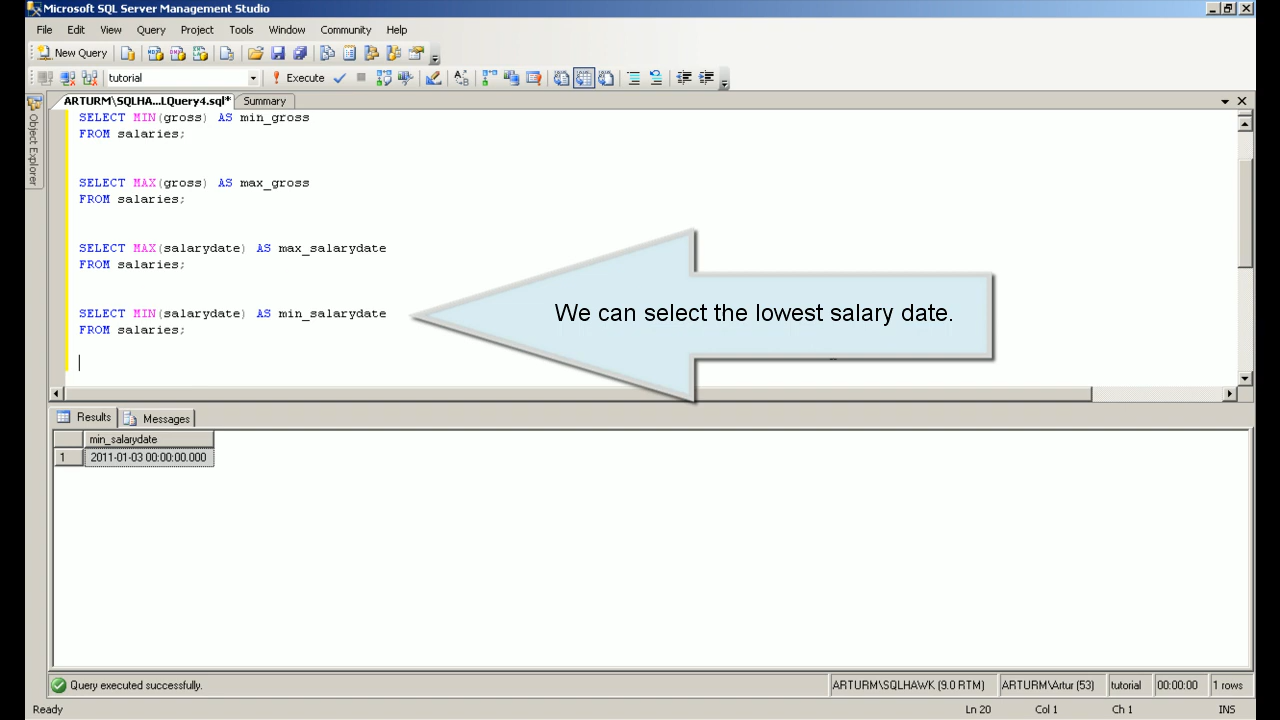 Microsoft SQL Server Management Studio
File Edit View Query Project Tools Window Community Help
New Query
tutorial Execute
ARTURM\SQLHA...LQuery4.sql* Summary
Object Explorer
SELECT MIN(gross) AS min_gross
FROM salaries;
SELECT MAX(gross) AS max_gross
FROM salaries;
SELECT MAX(salarydate) AS max_salarydate
FROM salaries;
SELECT MIN(salarydate) AS min_salarydate
FROM salaries;
We can select the lowest salary date.
Results Messages
min_salarydate
1 2011-01-03 00:00:00.000
Query executed successfully. ARTURM\SQLHAWK (9.0 RTM) ARTURM\Artur (53) tutorial 00:00:00 1 rows
Ready Ln 20 Col 1 Ch 1 INS